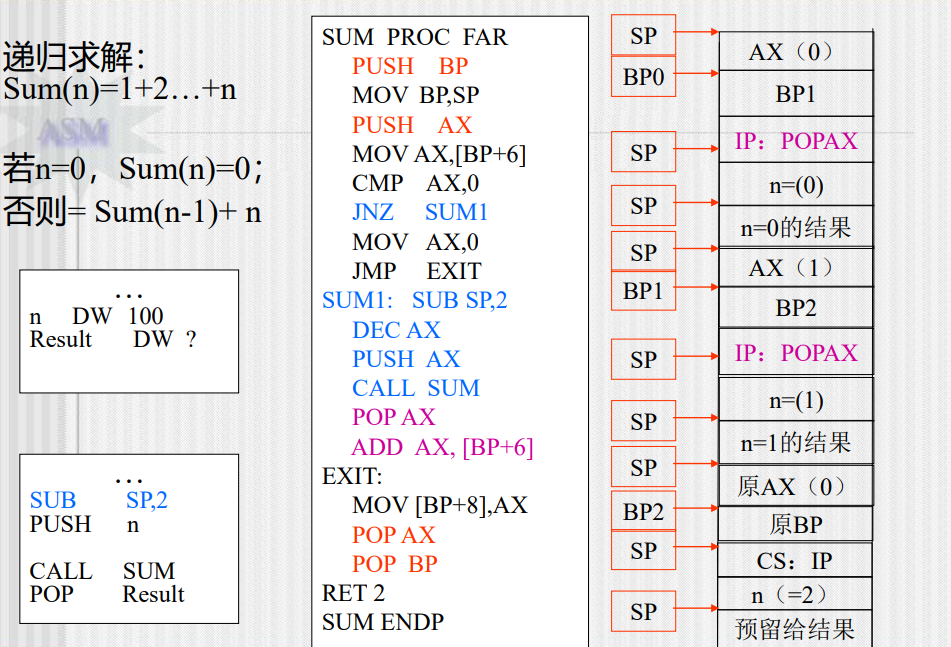 递归求解：
Sum(n)=1+2…+n
ASM
若n=0，Sum(n)=0；
否则= Sum(n-1)+ n
…
n DW 100
Result DW ?
…
SUB SP,2
PUSH n
CALL SUM
POP Result
SUM PROC FAR
PUSH BP
MOV BP,SP
PUSH AX
MOV AX,[BP+6]
CMP AX,0
JNZ SUM1
MOV AX,0
JMP EXIT
SUM1: SUB SP,2
DEC AX
PUSH AX
CALL SUM
POP AX
ADD AX, [BP+6]
EXIT:
MOV [BP+8],AX
POP AX
POP BP
RET 2
SUM ENDP
SP
BP0
SP
SP
SP
BP1
SP
SP
SP
BP2
SP
SP
AX（0）
BP1
IP：POPAX
n=(0)
n=0的结果
AX（1）
BP2
IP：POPAX
n=(1)
n=1的结果
原AX（0）
原BP
CS：IP
n（=2）
预留给结果